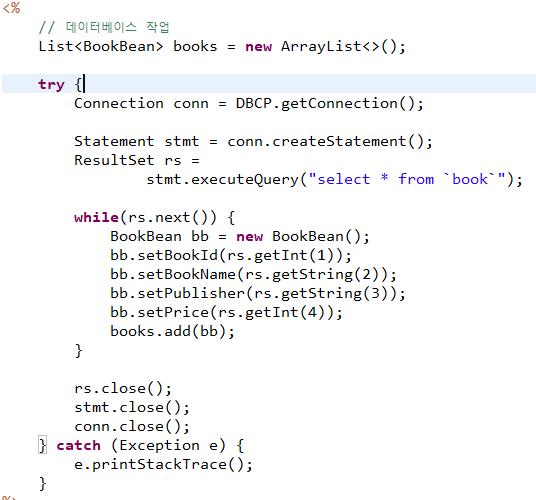 <%
// 데이터베이스 작업
List<BookBean> books = new ArrayList<>();
try {
Connection conn = DBCP.getConnection();
Statement stmt = conn.createStatement();
ResultSet rs =
stmt.executeQuery("select * from `book`");
while(rs.next()) {
BookBean bb = new BookBean();
bb.setBookId(rs.getInt(1));
bb.setBookName(rs.getString(2));
bb.setPublisher(rs.getString(3));
bb.setPrice(rs.getInt(4));
books.add(bb);
}
rs.close();
stmt.close();
conn.close();
} catch (Exception e) {
e.printStackTrace();
}
%>